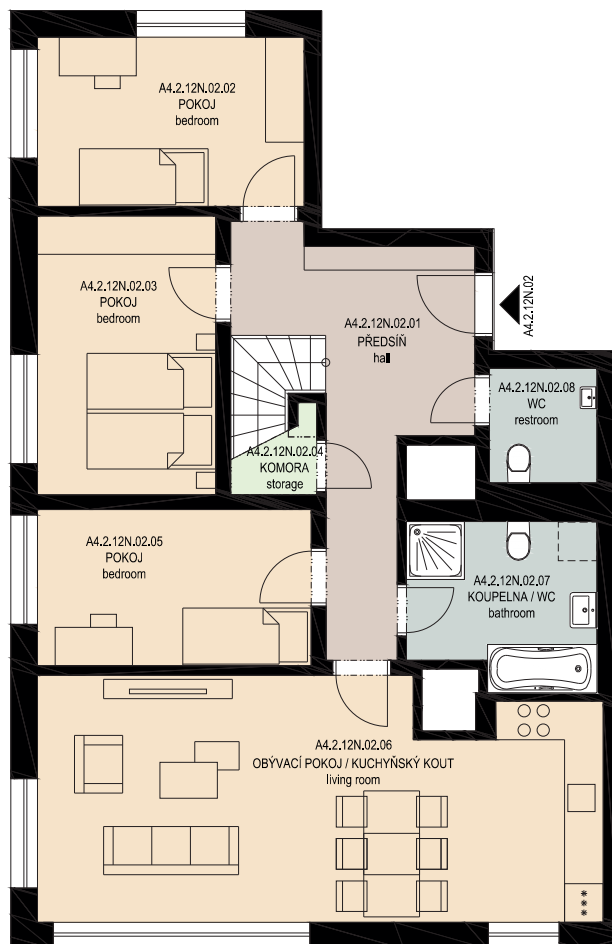 A4.2.12N.02.02
POKOJ
bedroom
A4.2.12N.02.03
POKOJ
bedroom
A4.2.12N.02.01
PŘEDSÍŇ
hall
A4.2.12N.02
A4.2.12N.02.08
WC
restroom
A4.2.12N.02.04
KOMORA
storage
A4.2.12N.02.05
POKOJ
bedroom
A4.2.12N.02.07
KOUPELNA / WC
bathroom
A4.2.12N.02.06
OBÝVACÍ POKOJ / KUCHYŇSKÝ KOUT
living room